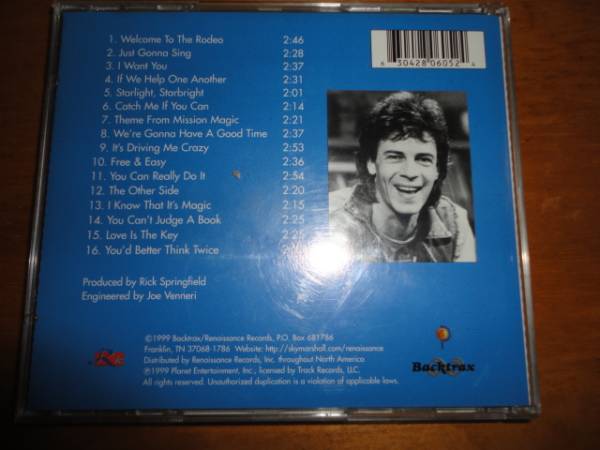 1. Welcome To The Rodeo 2:46
2. Just Gonna Sing 2:28
3. I Want You 2:37
4. If We Help One Another 2:31
5. Starlight, Starbright 2:01
6. Catch Me If You Can 2:14
7. Theme From Mission Magic 2:21
8. We're Gonna Have A Good Time 2:37
9. It's Driving Me Crazy 2:53
10. Free & Easy 2:36
11. You Can Really Do It 2:54
12. The Other Side 2:20
13. I Know That It's Magic 2:15
14. You Can't Judge A Book 2:25
15. Love Is The Key 2:25
16. You'd Better Think Twice
Produced by Rick Springfield
Engineered by Joe Venneri
©1999 Backtrax/Renaissance Records, P.O. Box 681786
Franklin, TN 37068-1786 Website: http://skymarshall.com/renaissance
Distributed by Renaissance Records, Inc. throughout North America
℗1999 Planet Entertainment, Inc., licensed by Track Records, LLC.
All rights reserved. Unauthorized duplication is a violation of applicable laws.
30428 06052
Backtrax